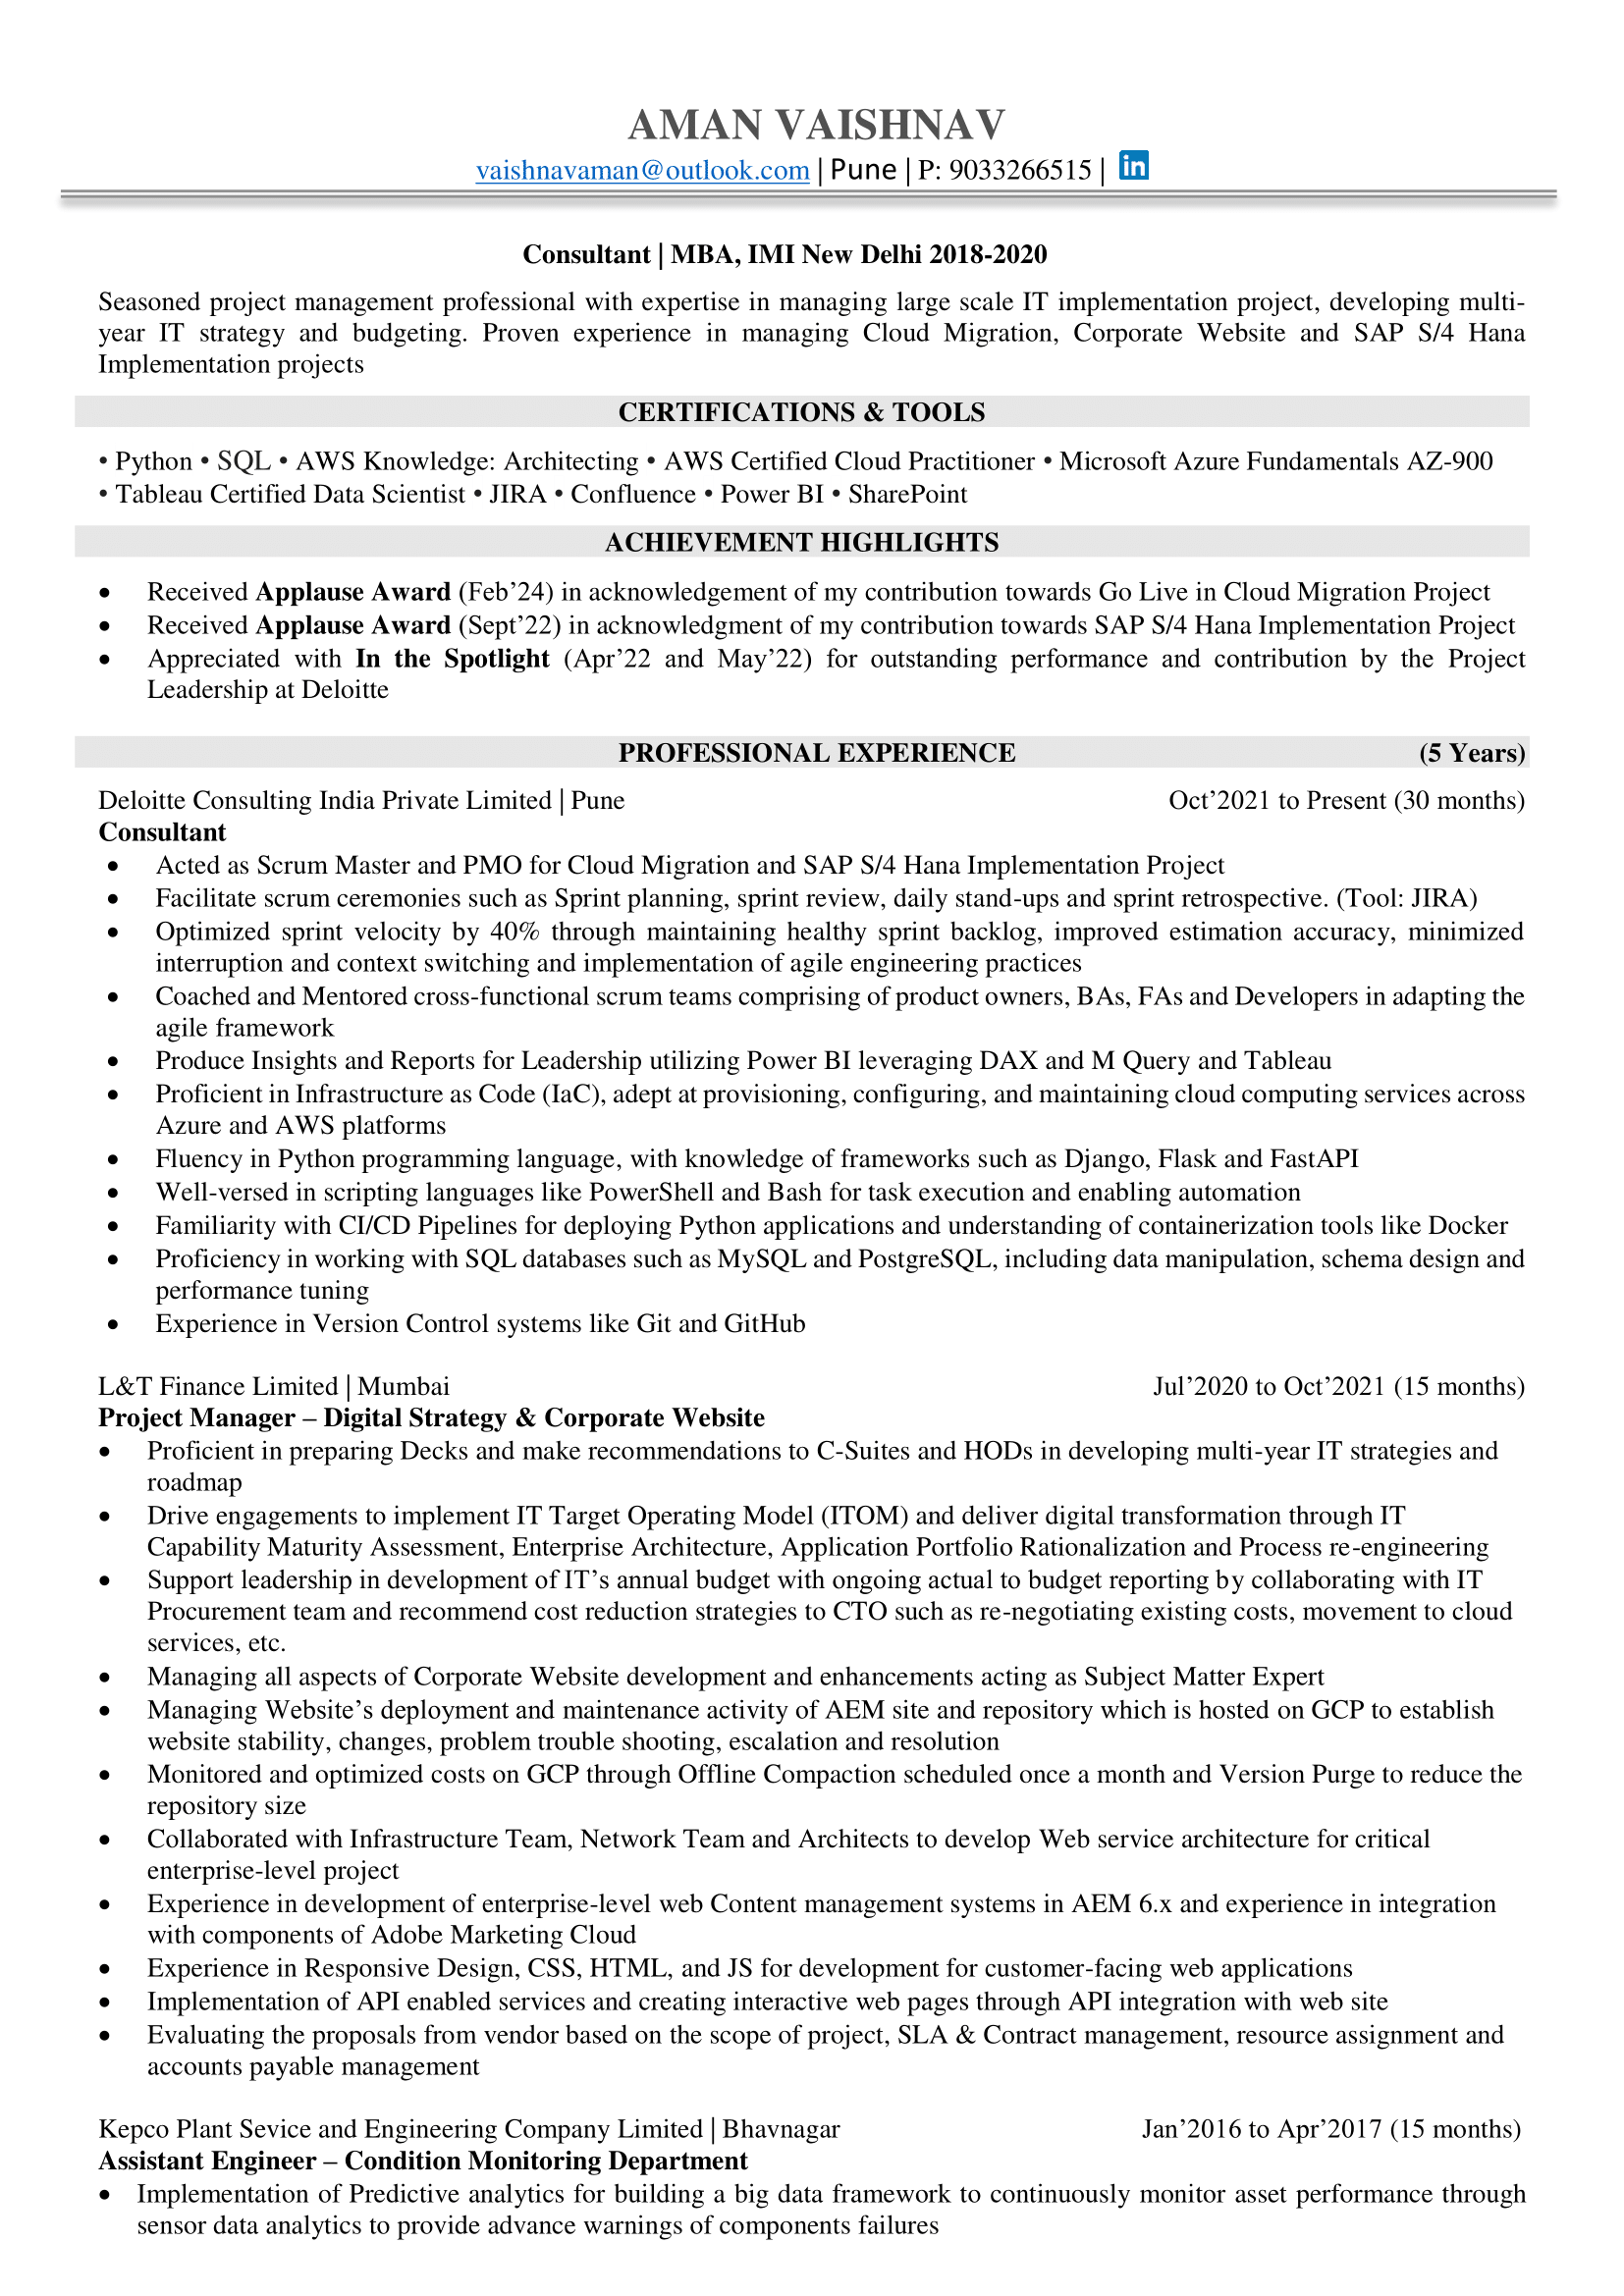 AMAN VAISHNAV
vaishnavaman@outlook.com | Pune | P: 9033266515 | in
Consultant | MBA, IMI New Delhi 2018-2020
Seasoned project management professional with expertise in managing large scale IT implementation project, developing multi-
year IT strategy and budgeting. Proven experience in managing Cloud Migration, Corporate Website and SAP S/4 Hana
Implementation projects
CERTIFICATIONS & TOOLS
• Python • SQL • AWS Knowledge: Architecting • AWS Certified Cloud Practitioner • Microsoft Azure Fundamentals AZ-900
• Tableau Certified Data Scientist • JIRA • Confluence • Power BI • SharePoint
ACHIEVEMENT HIGHLIGHTS
• Received Applause Award (Feb’24) in acknowledgement of my contribution towards Go Live in Cloud Migration Project
• Received Applause Award (Sept’22) in acknowledgment of my contribution towards SAP S/4 Hana Implementation Project
• Appreciated with In the Spotlight (Apr’22 and May’22) for outstanding performance and contribution by the Project
Leadership at Deloitte
PROFESSIONAL EXPERIENCE (5 Years)
Deloitte Consulting India Private Limited | Pune Oct’2021 to Present (30 months)
Consultant
• Acted as Scrum Master and PMO for Cloud Migration and SAP S/4 Hana Implementation Project
• Facilitate scrum ceremonies such as Sprint planning, sprint review, daily stand-ups and sprint retrospective. (Tool: JIRA)
• Optimized sprint velocity by 40% through maintaining healthy sprint backlog, improved estimation accuracy, minimized
interruption and context switching and implementation of agile engineering practices
• Coached and Mentored cross-functional scrum teams comprising of product owners, BAs, FAs and Developers in adapting the
agile framework
• Produce Insights and Reports for Leadership utilizing Power BI leveraging DAX and M Query and Tableau
• Proficient in Infrastructure as Code (IaC), adept at provisioning, configuring, and maintaining cloud computing services across
Azure and AWS platforms
• Fluency in Python programming language, with knowledge of frameworks such as Django, Flask and FastAPI
• Well-versed in scripting languages like PowerShell and Bash for task execution and enabling automation
• Familiarity with CI/CD Pipelines for deploying Python applications and understanding of containerization tools like Docker
• Proficiency in working with SQL databases such as MySQL and PostgreSQL, including data manipulation, schema design and
performance tuning
• Experience in Version Control systems like Git and GitHub
L&T Finance Limited | Mumbai Jul’2020 to Oct’2021 (15 months)
Project Manager – Digital Strategy & Corporate Website
• Proficient in preparing Decks and make recommendations to C-Suites and HODs in developing multi-year IT strategies and
roadmap
• Drive engagements to implement IT Target Operating Model (ITOM) and deliver digital transformation through IT
Capability Maturity Assessment, Enterprise Architecture, Application Portfolio Rationalization and Process re-engineering
• Support leadership in development of IT’s annual budget with ongoing actual to budget reporting by collaborating with IT
Procurement team and recommend cost reduction strategies to CTO such as re-negotiating existing costs, movement to cloud
services, etc.
• Managing all aspects of Corporate Website development and enhancements acting as Subject Matter Expert
• Managing Website’s deployment and maintenance activity of AEM site and repository which is hosted on GCP to establish
website stability, changes, problem trouble shooting, escalation and resolution
• Monitored and optimized costs on GCP through Offline Compaction scheduled once a month and Version Purge to reduce the
repository size
• Collaborated with Infrastructure Team, Network Team and Architects to develop Web service architecture for critical
enterprise-level project
• Experience in development of enterprise-level web Content management systems in AEM 6.x and experience in integration
with components of Adobe Marketing Cloud
• Experience in Responsive Design, CSS, HTML, and JS for development for customer-facing web applications
• Implementation of API enabled services and creating interactive web pages through API integration with web site
• Evaluating the proposals from vendor based on the scope of project, SLA & Contract management, resource assignment and
accounts payable management
Kepco Plant Sevice and Engineering Company Limited | Bhavnagar Jan’2016 to Apr’2017 (15 months)
Assistant Engineer – Condition Monitoring Department
• Implementation of Predictive analytics for building a big data framework to continuously monitor asset performance through
sensor data analytics to provide advance warnings of components failures